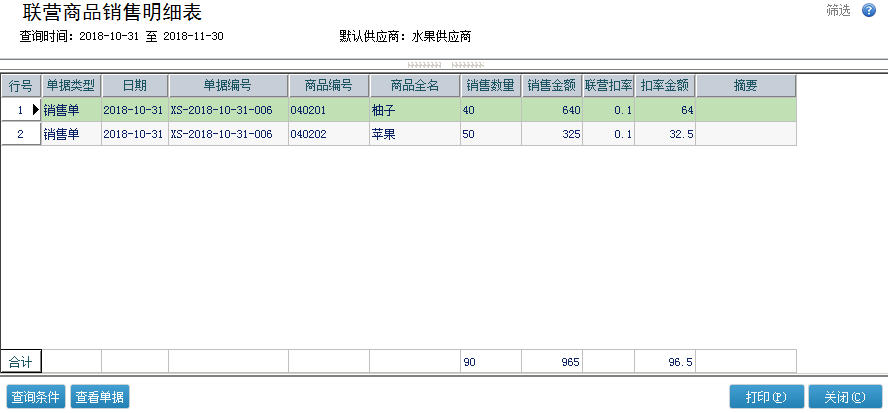 联营商品销售明细表
筛选 ?
查询时间：2018-10-31 至 2018-11-30 默认供应商：水果供应商
行号 单据类型 日期 单据编号 商品编号 商品全名 销售数量 销售金额 联营扣率 扣率金额 摘要
1 销售单 2018-10-31 XS-2018-10-31-006 040201 柚子 40 640 0.1 64
2 销售单 2018-10-31 XS-2018-10-31-006 040202 苹果 50 325 0.1 32.5
合计 90 965 96.5
查询条件 查看单据 打印(P) 关闭(C)